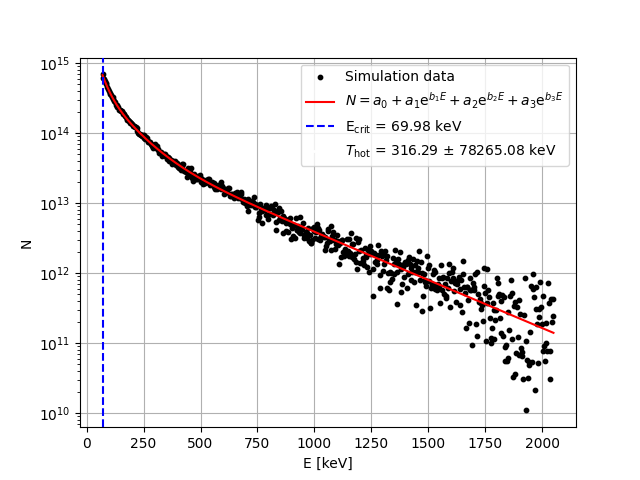 10¹⁵
10¹⁴
10¹³
10¹²
10¹¹
10¹⁰
N
Simulation data
N = a₀ + a₁e^{b₁E} + a₂e^{b₂E} + a₃e^{b₃E}
E_crit = 69.98 keV
T_hot = 316.29 ± 78265.08 keV
0 250 500 750 1000 1250 1500 1750 2000
E [keV]